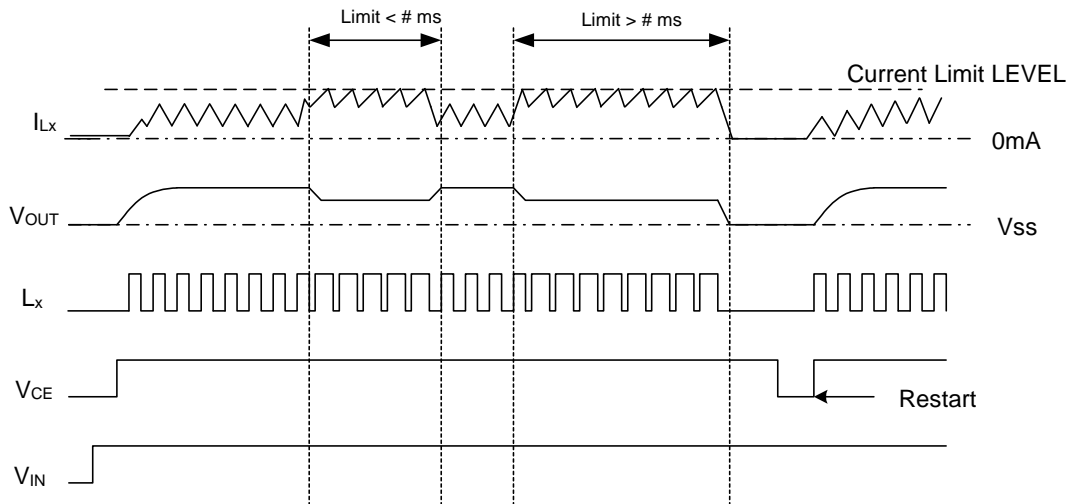 Limit < # ms
Limit > # ms
Current Limit LEVEL
ILx
0mA
VOUT
Vss
Lx
VCE
Restart
VIN